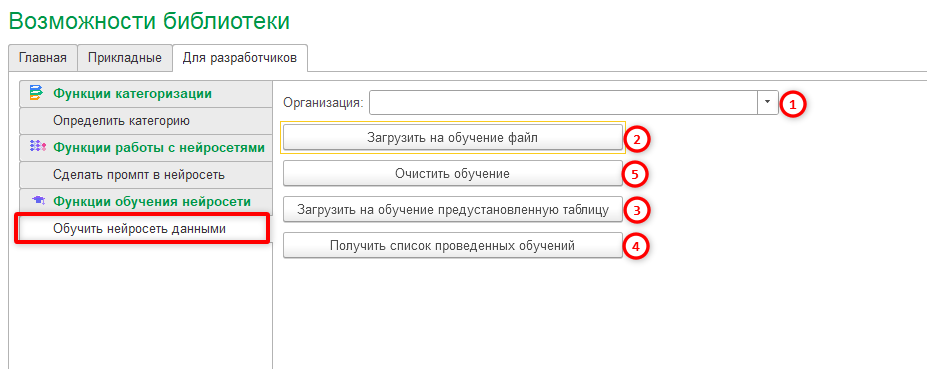 Возможности библиотеки
Главная Прикладные Для разработчиков
Функции категоризации
Определить категорию
Функции работы с нейросетями
Сделать промпт в нейросеть
Функции обучения нейросети
Обучить нейросеть данными
Организация: 1
Загрузить на обучение файл 2
Очистить обучение 5
Загрузить на обучение предустановленную таблицу 3
Получить список проведенных обучений 4